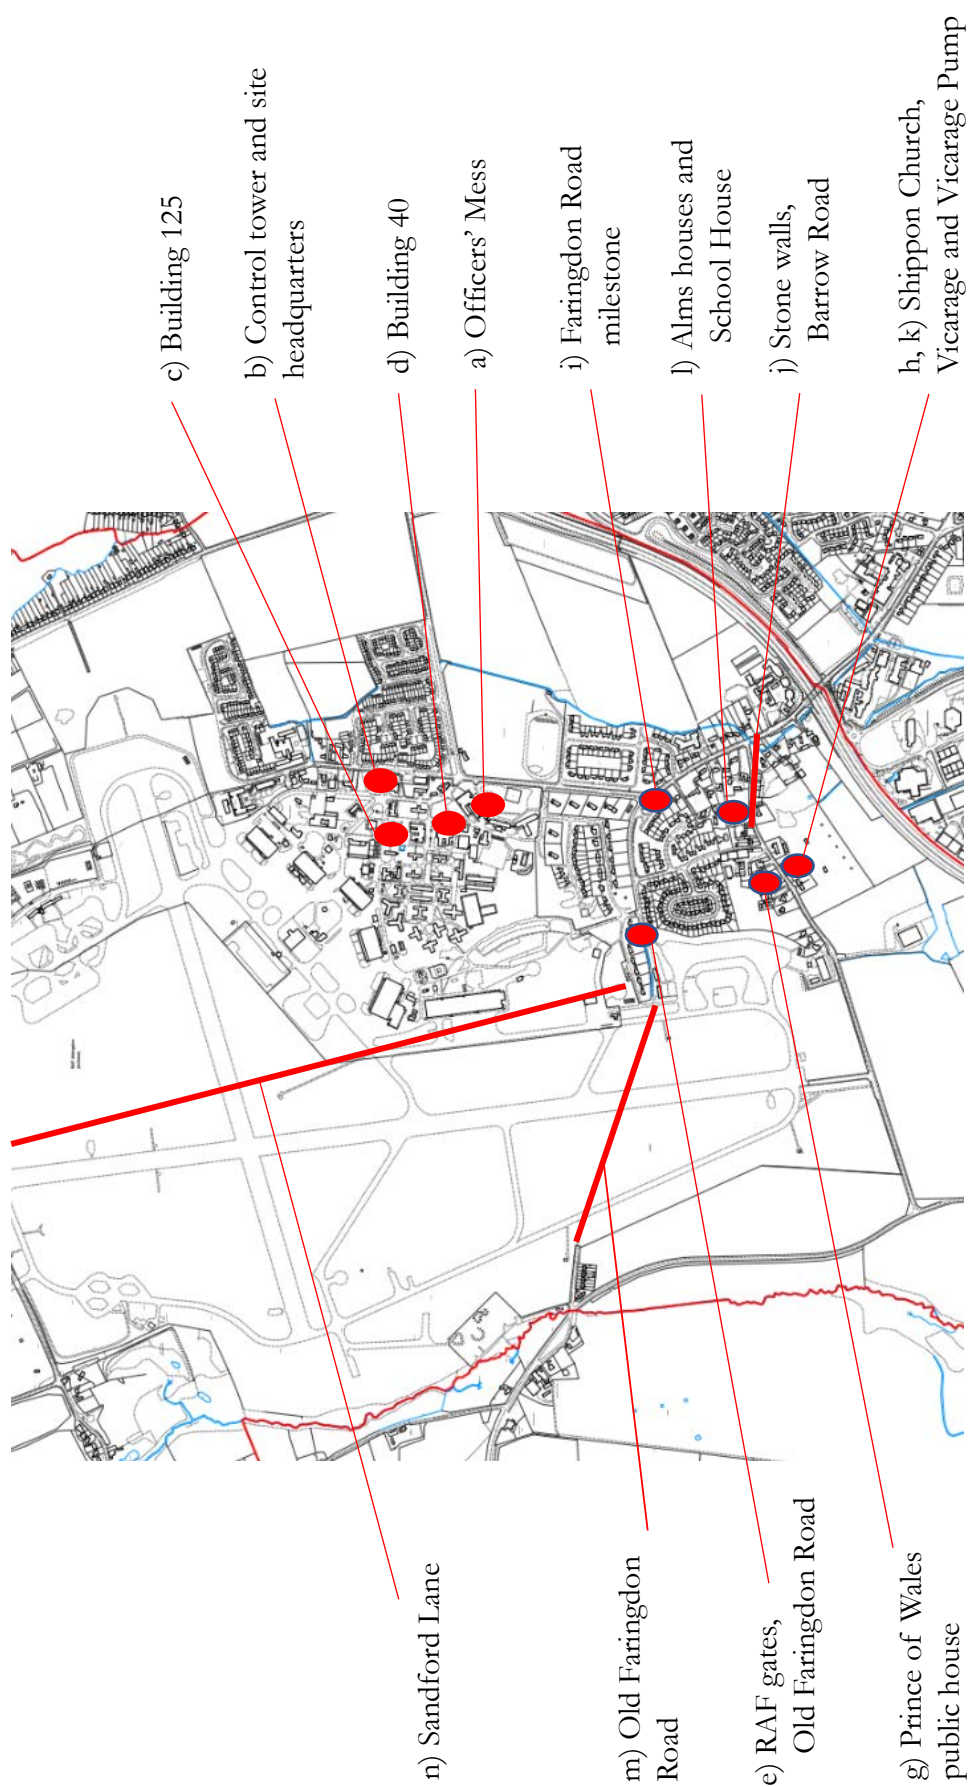 c) Building 125
b) Control tower and site
headquarters
d) Building 40
a) Officers' Mess
i) Faringdon Road
milestone
l) Alms houses and
School House
j) Stone walls,
Barrow Road
h, k) Shippon Church,
Vicarage and Vicarage Pump
n) Sandford Lane
m) Old Faringdon
Road
e) RAF gates,
Old Faringdon Road
g) Prince of Wales
public house